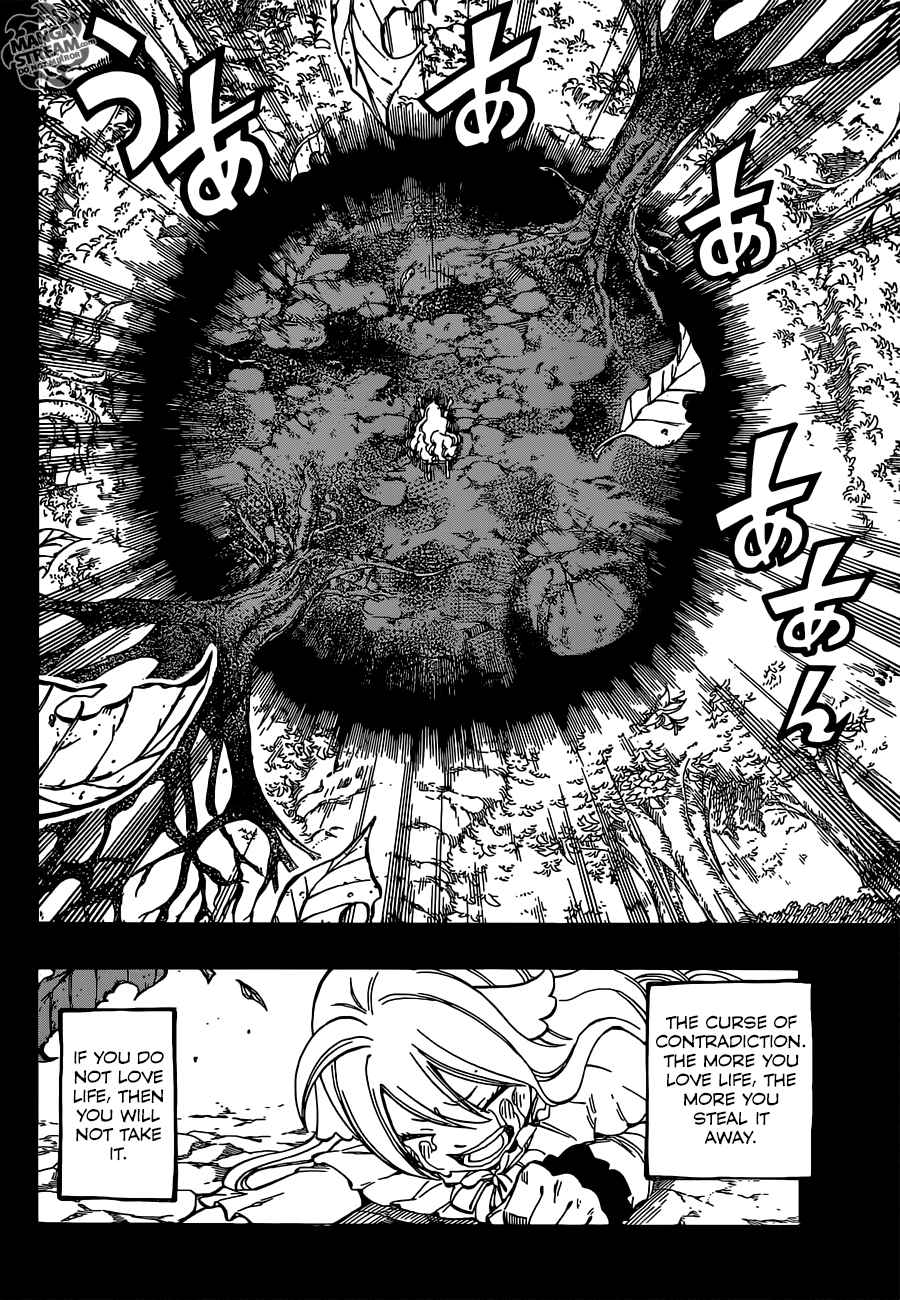 MANGA
STREAM.COM
う
あ
あ
あ
あ
あ
ん
THE CURSE OF
CONTRADICTION.
THE MORE YOU
LOVE LIFE, THE
MORE YOU
STEAL IT
AWAY.
IF YOU DO
NOT LOVE
LIFE, THEN
YOU WILL
NOT TAKE
IT.